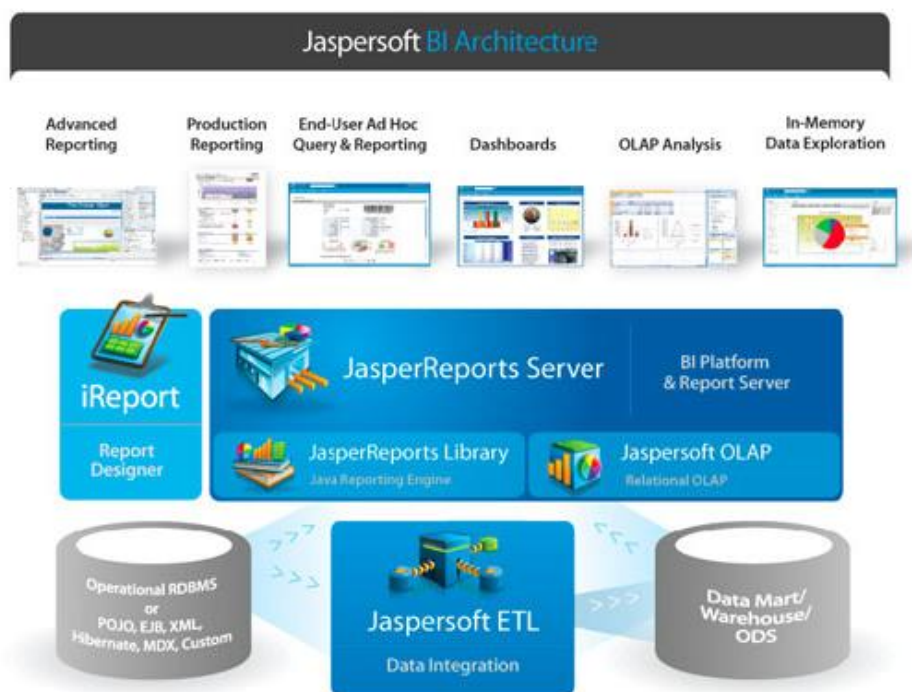 Jaspersoft BI Architecture
Advanced
Reporting
Production
Reporting
End-User Ad Hoc
Query & Reporting
Dashboards
OLAP Analysis
In-Memory
Data Exploration
iReport
Report
Designer
JasperReports Server
BI Platform
& Report Server
JasperReports Library
Java Reporting Engine
Jaspersoft OLAP
Relational OLAP
Operational RDBMS
or
POJO, EJB, XML,
Hibernate, MDX, Custom
Jaspersoft ETL
Data Integration
Data Mart/
Warehouse/
ODS